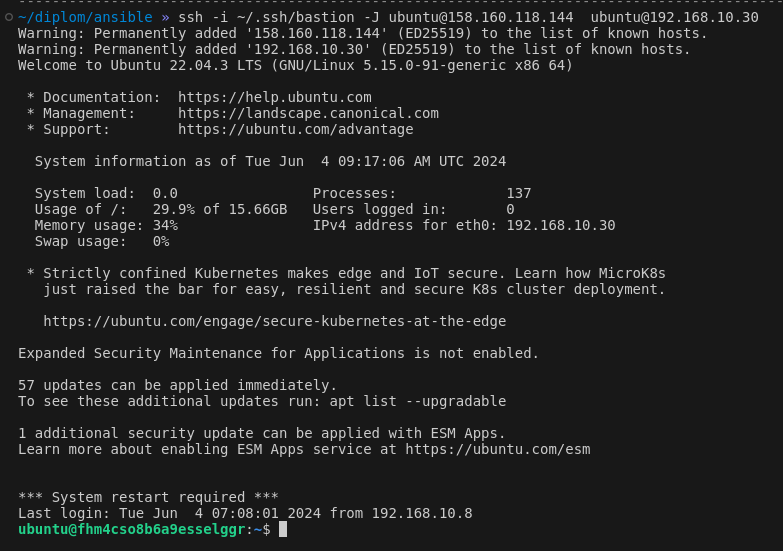 ~/diplom/ansible » ssh -i ~/.ssh/bastion -J ubuntu@158.160.118.144  ubuntu@192.168.10.30
Warning: Permanently added '158.160.118.144' (ED25519) to the list of known hosts.
Warning: Permanently added '192.168.10.30' (ED25519) to the list of known hosts.
Welcome to Ubuntu 22.04.3 LTS (GNU/Linux 5.15.0-91-generic x86_64)

 * Documentation:  https://help.ubuntu.com
 * Management:     https://landscape.canonical.com
 * Support:        https://ubuntu.com/advantage

  System information as of Tue Jun  4 09:17:06 AM UTC 2024

  System load:  0.0                Processes:             137
  Usage of /:   29.9% of 15.66GB   Users logged in:       0
  Memory usage: 34%                IPv4 address for eth0: 192.168.10.30
  Swap usage:   0%

 * Strictly confined Kubernetes makes edge and IoT secure. Learn how MicroK8s
   just raised the bar for easy, resilient and secure K8s cluster deployment.

   https://ubuntu.com/engage/secure-kubernetes-at-the-edge

Expanded Security Maintenance for Applications is not enabled.

57 updates can be applied immediately.
To see these additional updates run: apt list --upgradable

1 additional security update can be applied with ESM Apps.
Learn more about enabling ESM Apps service at https://ubuntu.com/esm

*** System restart required ***
Last login: Tue Jun  4 07:08:01 2024 from 192.168.10.8
ubuntu@fhm4cso8b6a9esselggr:~$